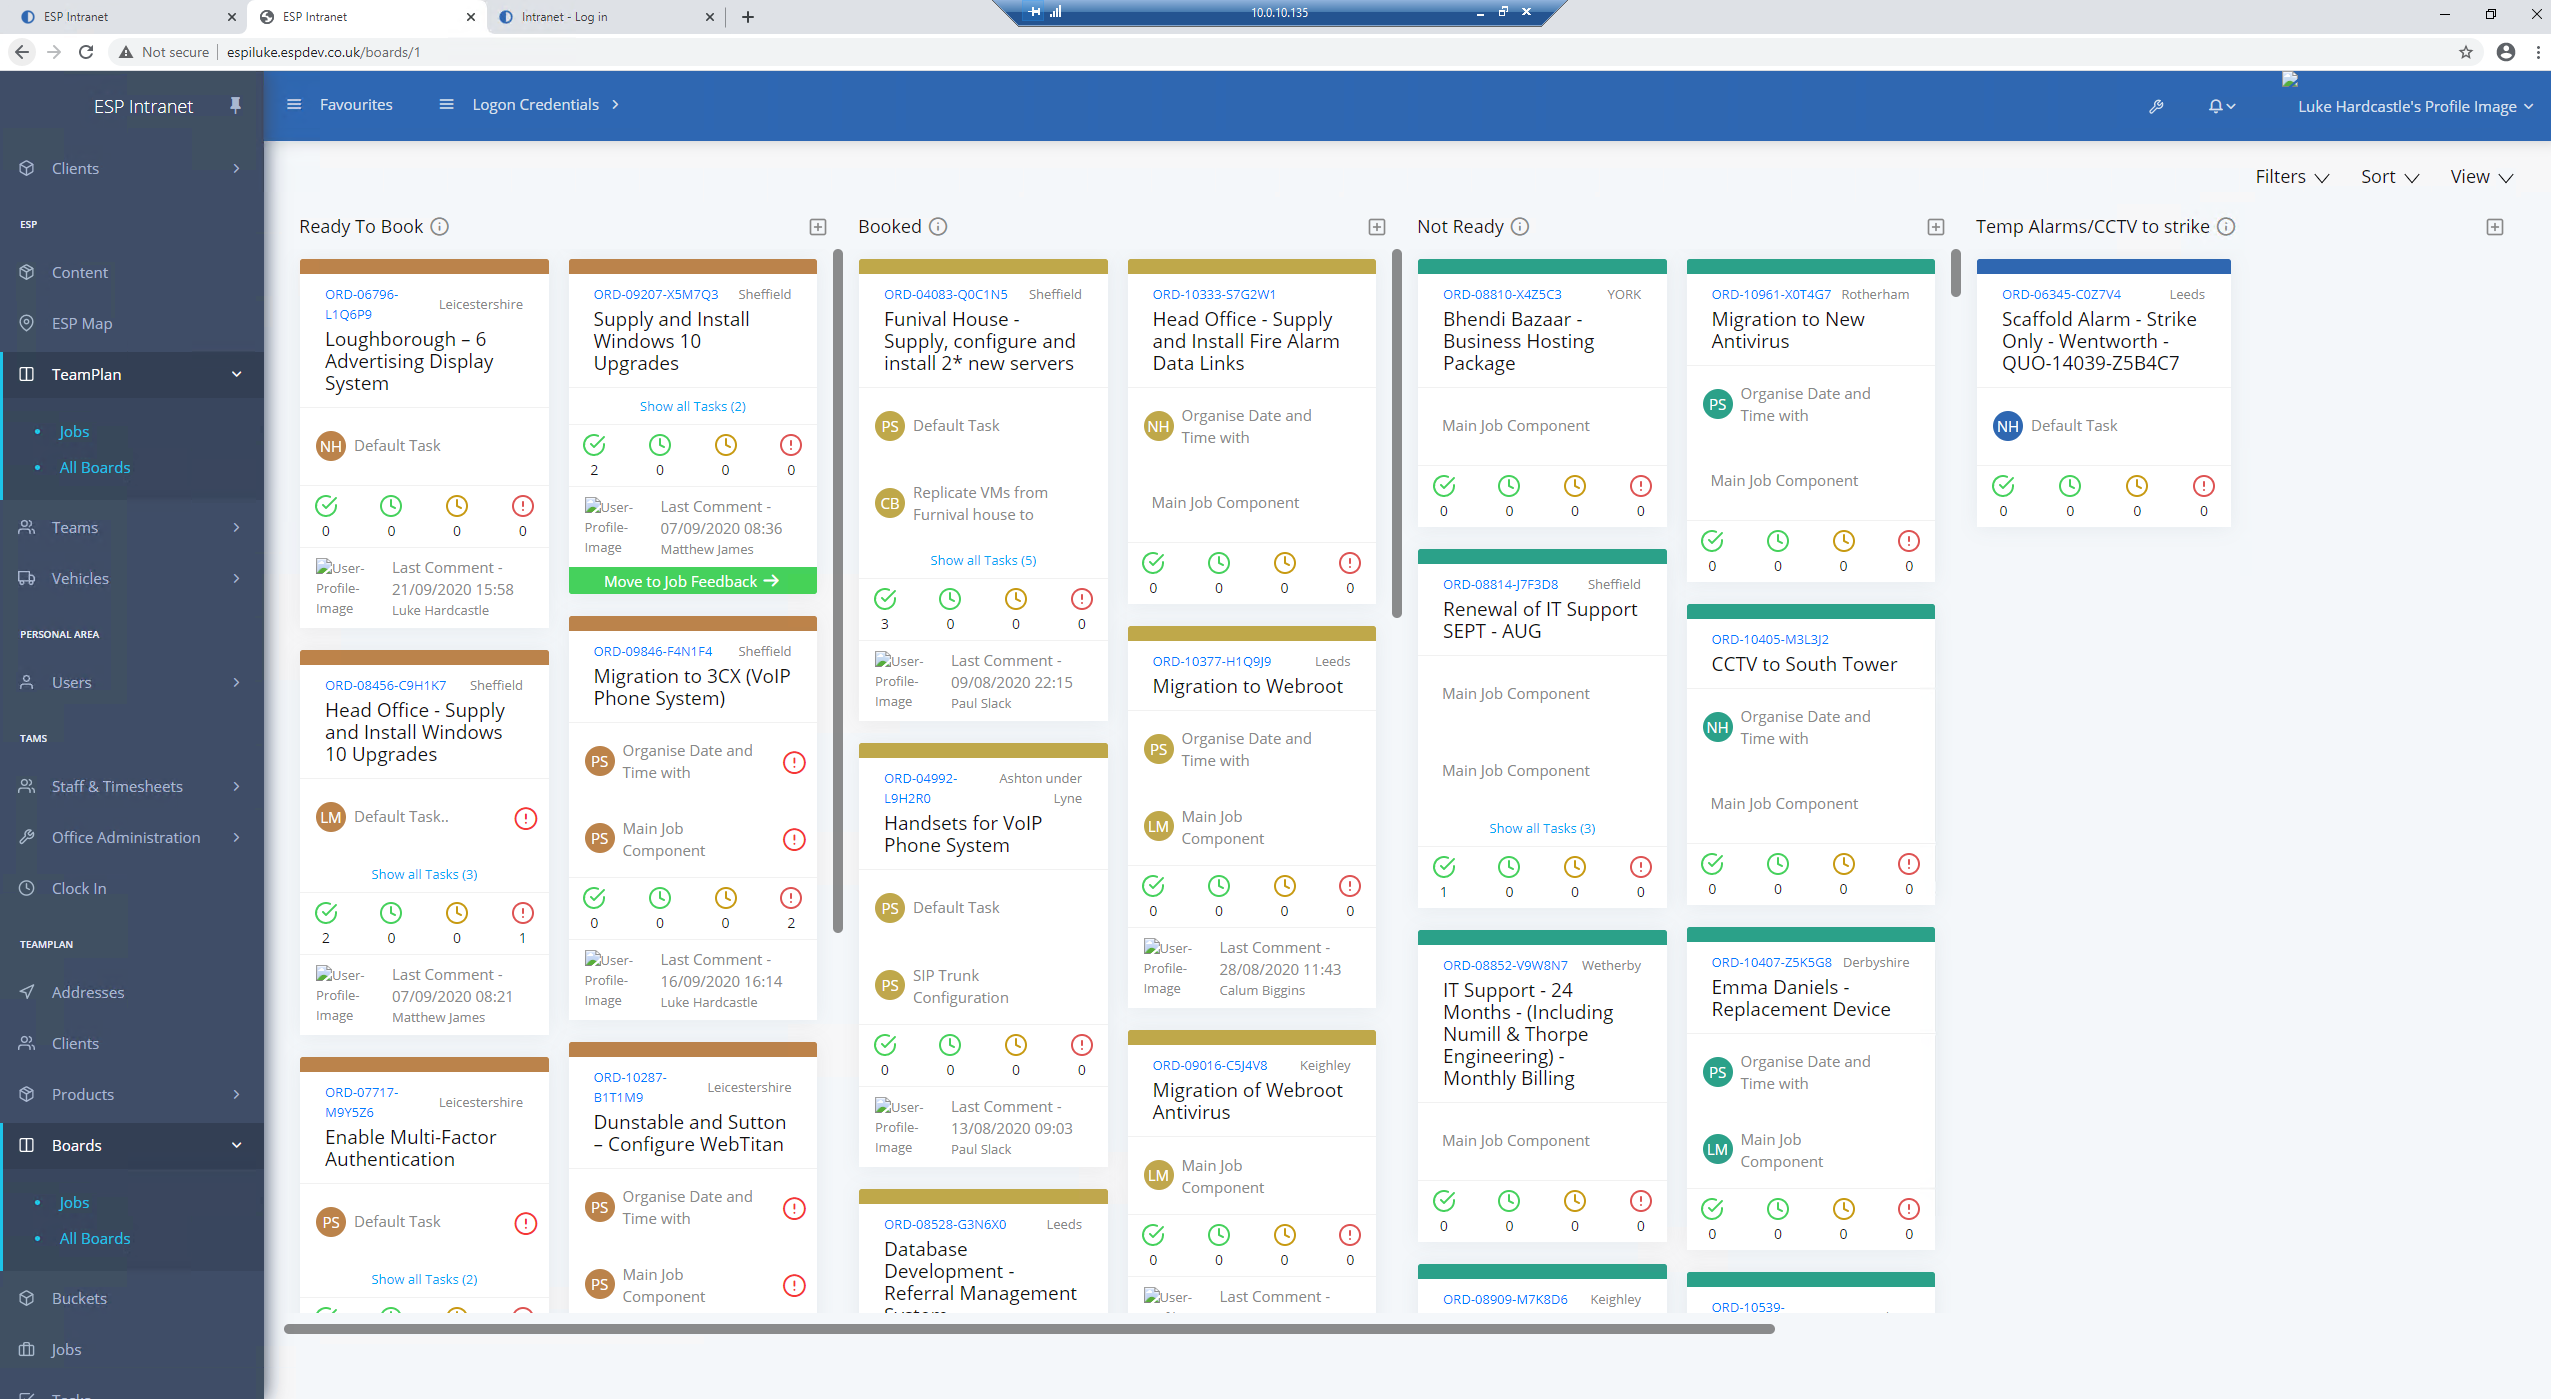 ESP Intranet
ESP Intranet
Intranet - Log in
10.0.10.135
Not secure
espiluke.espdev.co.uk/boards/1
ESP Intranet
Favourites
Logon Credentials
Luke Hardcastle's Profile Image
Clients
ESP
Content
ESP Map
TeamPlan
Jobs
All Boards
Teams
Vehicles
PERSONAL AREA
Users
TAMS
Staff & Timesheets
Office Administration
Clock In
TEAMPLAN
Addresses
Clients
Products
Boards
Jobs
All Boards
Buckets
Jobs
Filters
Sort
View
Ready To Book
ORD-06796-
L1Q6P9
Leicestershire
Loughborough – 6
Advertising Display
System
NH
Default Task
0 0 0 0
User-
Profile-
Image
Last Comment -
21/09/2020 15:58
Luke Hardcastle
ORD-08456-C9H1K7
Sheffield
Head Office - Supply
and Install Windows
10 Upgrades
LM
Default Task..
Show all Tasks (3)
2 0 0 1
User-
Profile-
Image
Last Comment -
07/09/2020 08:21
Matthew James
ORD-07717-
M9Y5Z6
Leicestershire
Enable Multi-Factor
Authentication
PS
Default Task
Show all Tasks (2)
ORD-09207-X5M7Q3
Sheffield
Supply and Install
Windows 10
Upgrades
Show all Tasks (2)
2 0 0 0
User-
Profile-
Image
Last Comment -
07/09/2020 08:36
Matthew James
Move to Job Feedback
ORD-09846-F4N1F4
Sheffield
Migration to 3CX (VoIP
Phone System)
PS
Organise Date and
Time with
PS
Main Job
Component
0 0 0 2
User-
Profile-
Image
Last Comment -
16/09/2020 16:14
Luke Hardcastle
ORD-10287-
B1T1M9
Leicestershire
Dunstable and Sutton
– Configure WebTitan
PS
Organise Date and
Time with
PS
Main Job
Component
Booked
ORD-04083-Q0C1N5
Sheffield
Funival House -
Supply, configure and
install 2* new servers
PS
Default Task
CB
Replicate VMs from
Furnival house to
Show all Tasks (5)
3 0 0 0
User-
Profile-
Image
Last Comment -
09/08/2020 22:15
Paul Slack
ORD-04992-
L9H2R0
Ashton under
Lyne
Handsets for VoIP
Phone System
PS
Default Task
PS
SIP Trunk
Configuration
0 0 0 0
User-
Profile-
Image
Last Comment -
13/08/2020 09:03
Paul Slack
ORD-08528-G3N6X0
Leeds
Database
Development -
Referral Management
System
ORD-10333-S7G2W1
Head Office - Supply
and Install Fire Alarm
Data Links
NH
Organise Date and
Time with
Main Job Component
0 0 0 0
ORD-10377-H1Q9J9
Leeds
Migration to Webroot
PS
Organise Date and
Time with
LM
Main Job
Component
0 0 0 0
User-
Profile-
Image
Last Comment -
28/08/2020 11:43
Calum Biggins
ORD-09016-C5J4V8
Keighley
Migration of Webroot
Antivirus
LM
Main Job
Component
0 0 0 0
User-
Last Comment -
Not Ready
ORD-08810-X4Z5C3
YORK
Bhendi Bazaar -
Business Hosting
Package
Main Job Component
0 0 0 0
ORD-08814-J7F3D8
Sheffield
Renewal of IT Support
SEPT - AUG
Main Job Component
Main Job Component
Show all Tasks (3)
1 0 0 0
ORD-08852-V9W8N7
Wetherby
IT Support - 24
Months - (Including
Numill & Thorpe
Engineering) -
Monthly Billing
Main Job Component
0 0 0 0
ORD-08909-M7K8D6
Keighley
ORD-10961-X0T4G7
Rotherham
Migration to New
Antivirus
PS
Organise Date and
Time with
Main Job Component
0 0 0 0
ORD-10405-M3L3J2
CCTV to South Tower
NH
Organise Date and
Time with
Main Job Component
0 0 0 0
ORD-10407-Z5K5G8
Derbyshire
Emma Daniels -
Replacement Device
PS
Organise Date and
Time with
LM
Main Job
Component
0 0 0 0
ORD-10539-
Temp Alarms/CCTV to strike
ORD-06345-C0Z7V4
Leeds
Scaffold Alarm - Strike
Only - Wentworth -
QUO-14039-Z5B4C7
NH
Default Task
0 0 0 0